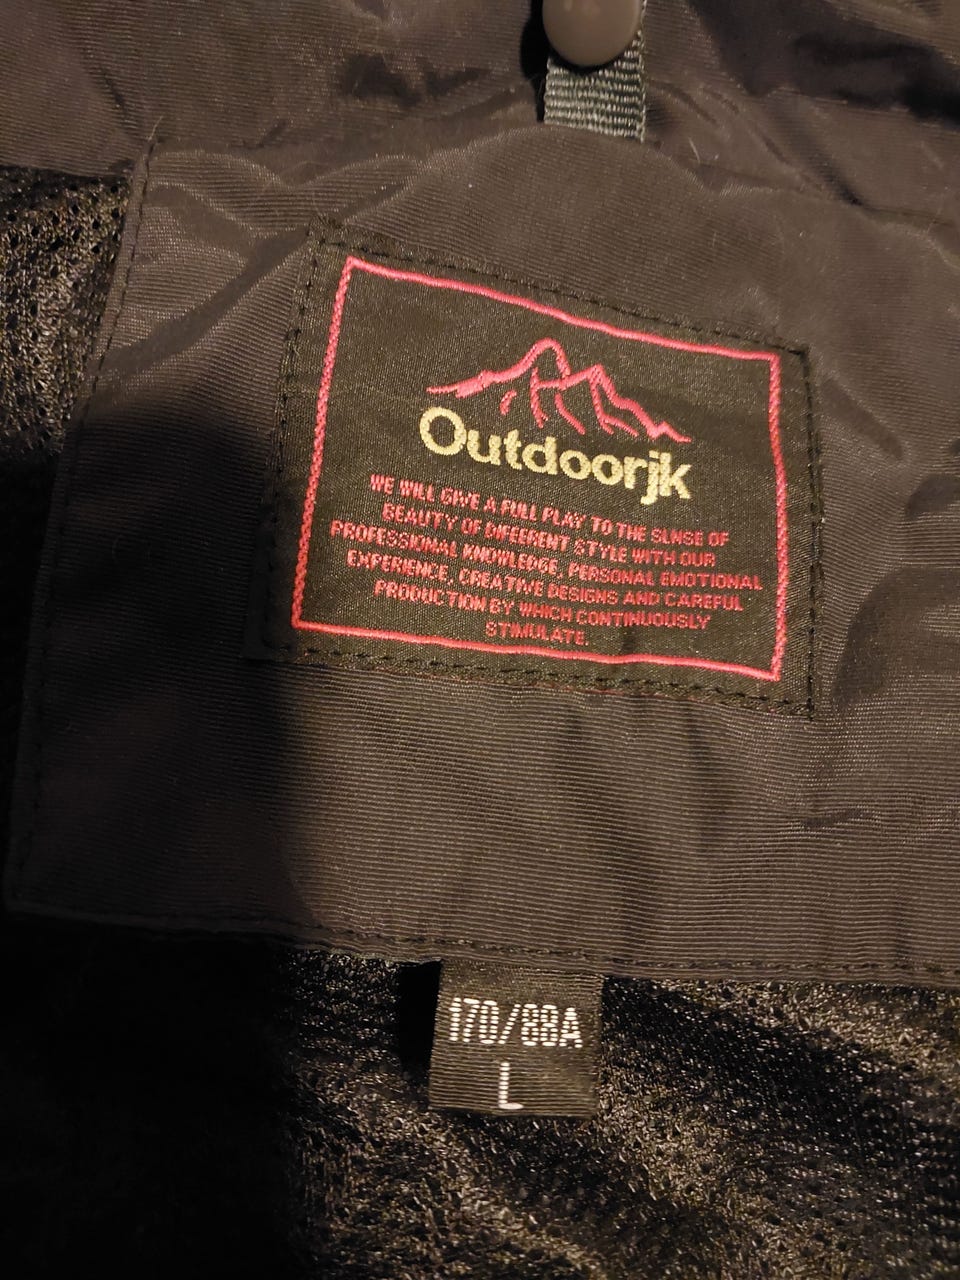 Outdoorjk
WE WILL GIVE A FULL PLAY TO THE SLNSE OF
BEAUTY OF DIFEERENT STYLE WITH OUR
PROFESSIONAL KNOWLEDGE, PERSONAL EMOTIONAL
EXPERIENCE, CREATIVE DESIGNS AND CAREFUL
PRODUCTION BY WHICH CONTINUOUSLY
STIMULATE.
170/88A
L